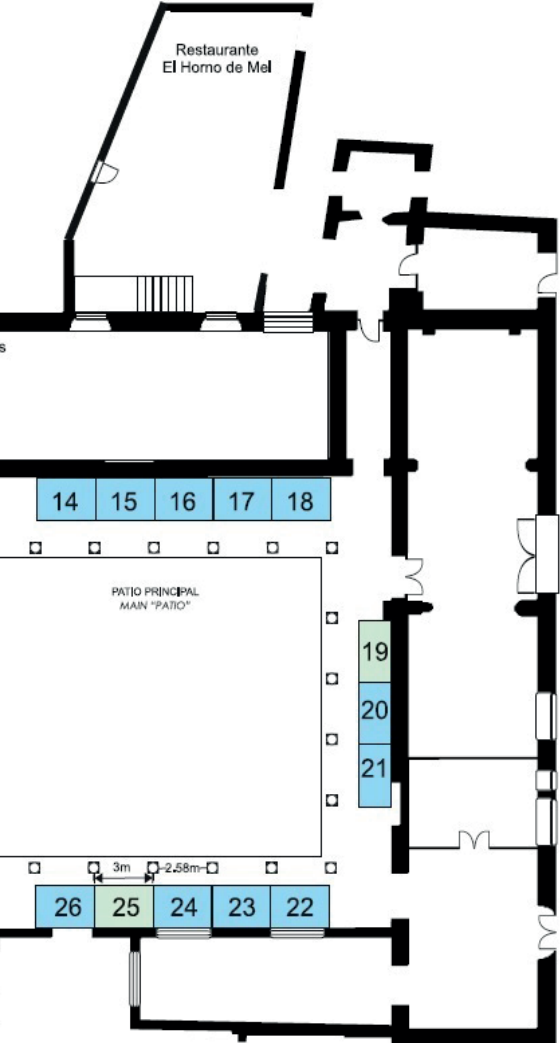 Restaurante
El Horno de Mel
s
14 15 16 17 18
PATIO PRINCIPAL
MAIN "PATIO"
19
20
21
3m 2.58m
26 25 24 23 22